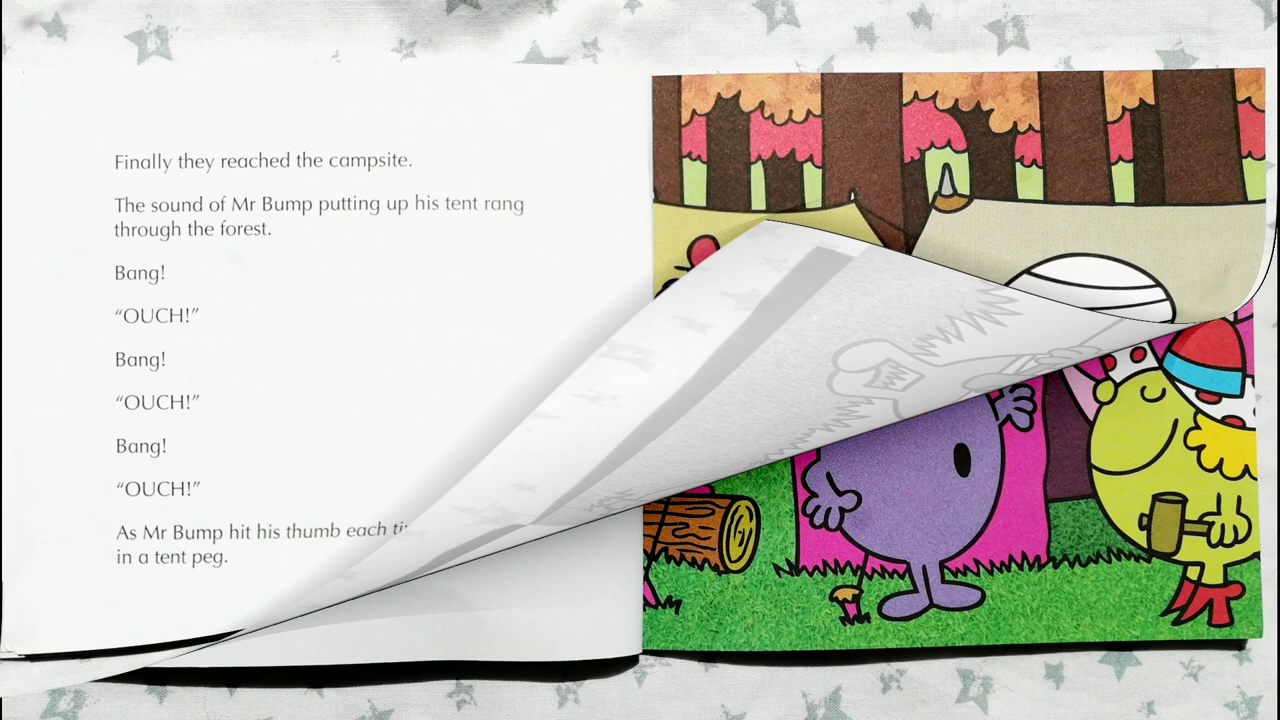 Finally they reached the campsite.
The sound of Mr Bump putting up his tent rang
through the forest.
Bang!
“OUCH!”
Bang!
“OUCH!”
Bang!
“OUCH!”
As Mr Bump hit his thumb each
in a tent peg.